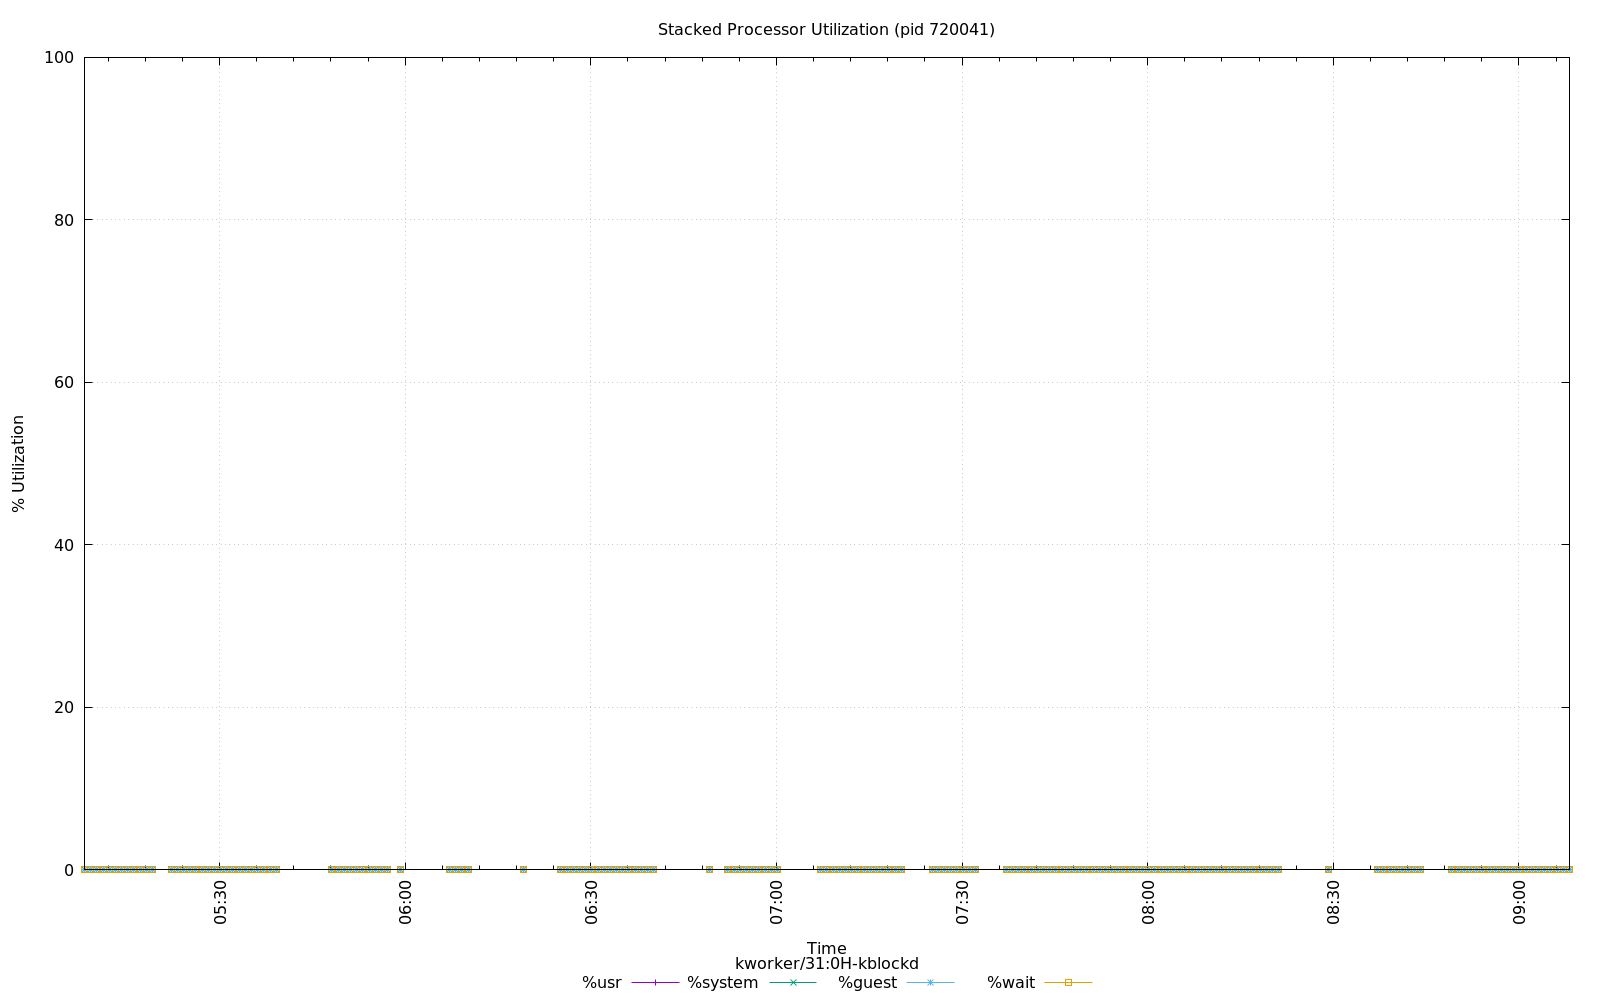 Stacked Processor Utilization (pid 720041)
100
80
60
40
20
0
% Utilization
05:30
06:00
06:30
07:00
07:30
08:00
08:30
09:00
Time
kworker/31:0H-kblockd
%usr %system %guest %wait